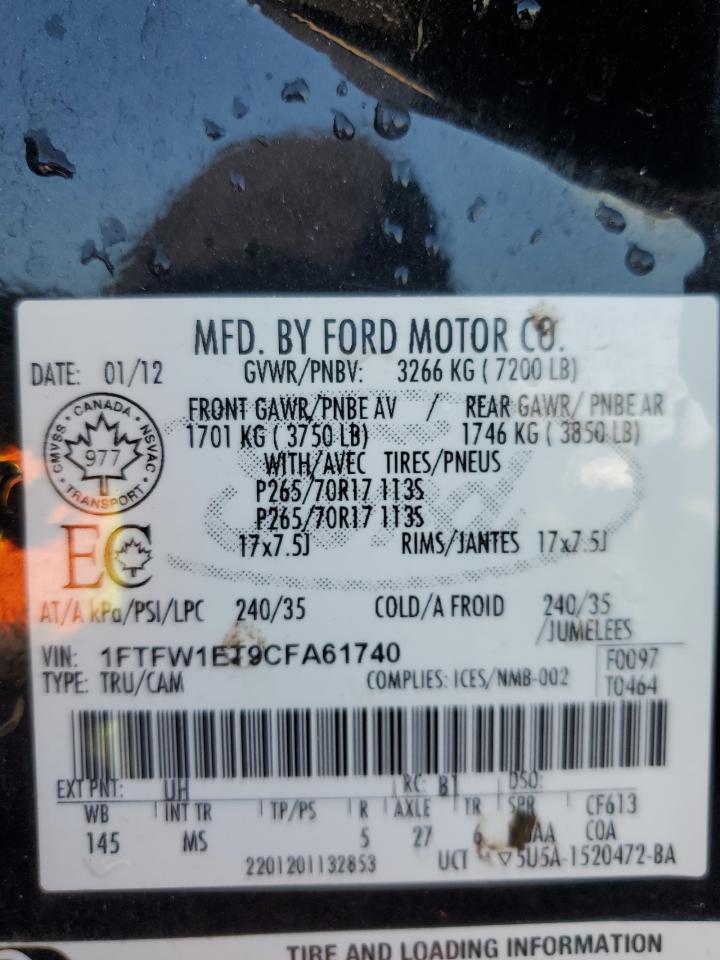 MFD. BY FORD MOTOR CO.
DATE: 01/12 GVWR/PNBV: 3266 KG ( 7200 LB)
FRONT GAWR/PNBE AV / REAR GAWR/ PNBE AR
1701 KG ( 3750 LB) 1746 KG ( 3850 LB)
WITH/AVEC TIRES/PNEUS
P265/70R17 113S
P265/70R17 113S
17x7.5J RIMS/JANTES 17x7.5J
CANADA
CMVSS · NSVAC
977
TRANSPORT
EC
Ford
AT/A kPa/PSI/LPC 240/35 COLD/A FROID 240/35
/JUMELEES
VIN: 1FTFW1ET9CFA61740 F0097
TYPE: TRU/CAM COMPLIES: ICES/NMB-002 T0464
EXT PNT: UH RC: B1 DSO:
WB INT TR TP/PS R AXLE TR SPR CF613
145 MS 5 27 6 AA COA
2201201132853 UCT ▽5U5A-1520472-BA
TIRE AND LOADING INFORMATION